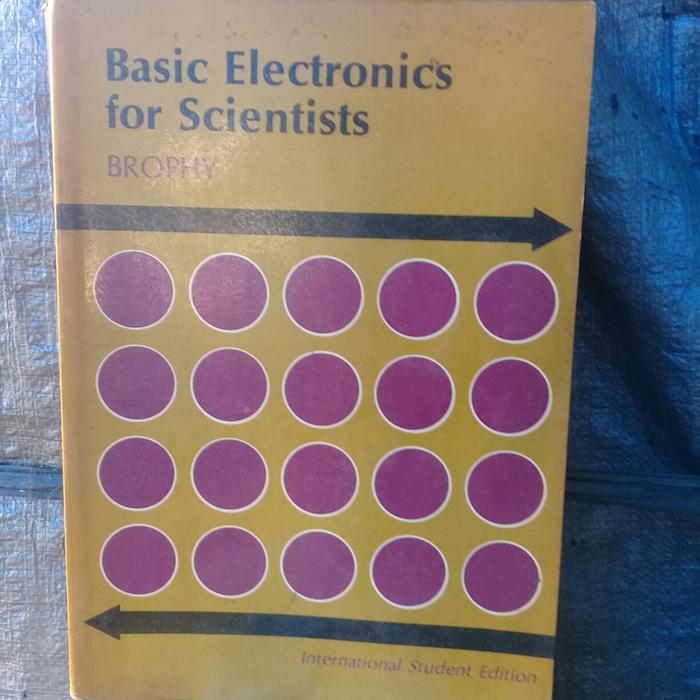 Basic Electronics
for Scientists
BROPHY
International Student Edition